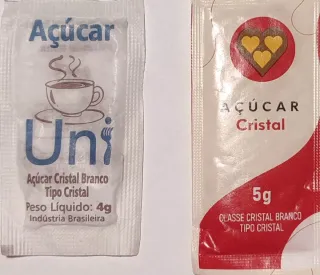 Açúcar
Uni
Açúcar Cristal Branco
Tipo Cristal
Peso Líquido: 4g
Indústria Brasileira
AÇÚCAR
Cristal
5g
CLASSE CRISTAL BRANCO
TIPO CRISTAL